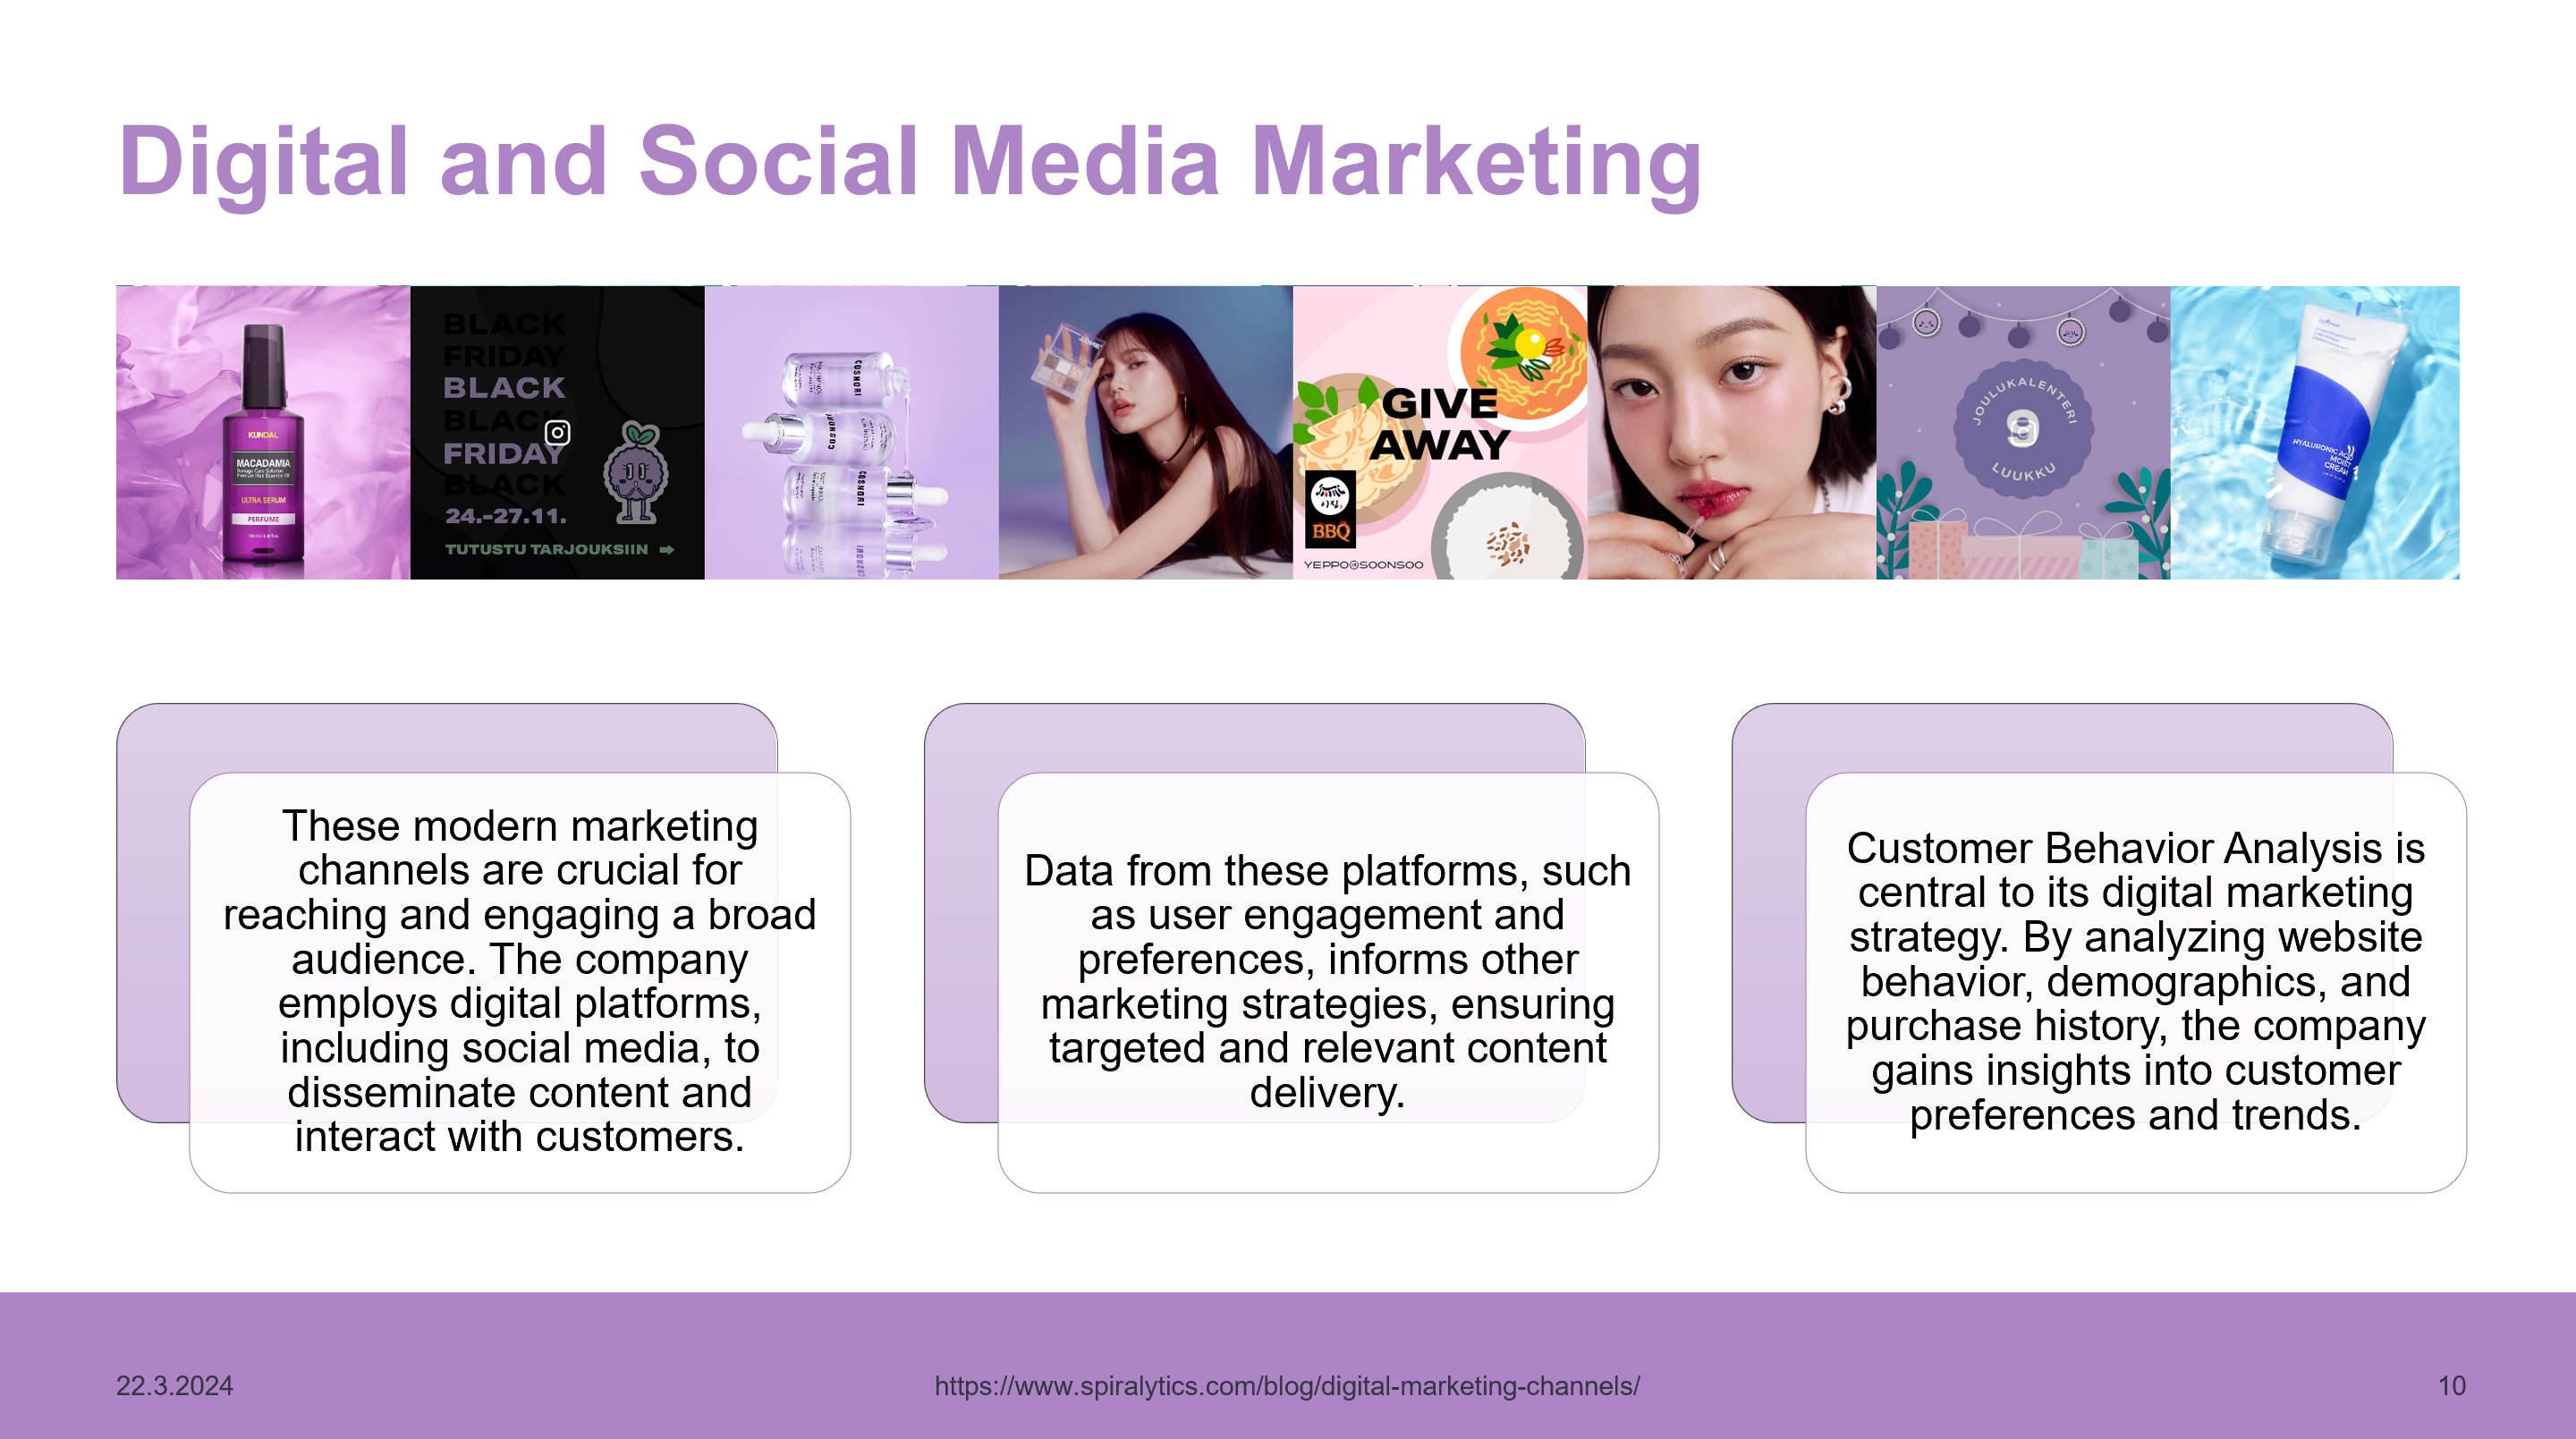 Digital and Social Media Marketing
KUNDAL
MACADAMIA
ULTRA SERUM
PERFUME
BLACK
FRIDAY
BLACK
BLACK
FRIDAY
BLACK
24.-27.11.
TUTUSTU TARJOUKSIIN
COSNORI
COSNORI
COSNORI
GIVE
AWAY
BBQ
YEPPO@SOONSOO
JOULUKALENTERI
9
LUUKKU
HYALURONIC ACID
MOIST
CREAM
These modern marketing
channels are crucial for
reaching and engaging a broad
audience. The company
employs digital platforms,
including social media, to
disseminate content and
interact with customers.
Data from these platforms, such
as user engagement and
preferences, informs other
marketing strategies, ensuring
targeted and relevant content
delivery.
Customer Behavior Analysis is
central to its digital marketing
strategy. By analyzing website
behavior, demographics, and
purchase history, the company
gains insights into customer
preferences and trends.
22.3.2024
https://www.spiralytics.com/blog/digital-marketing-channels/
10